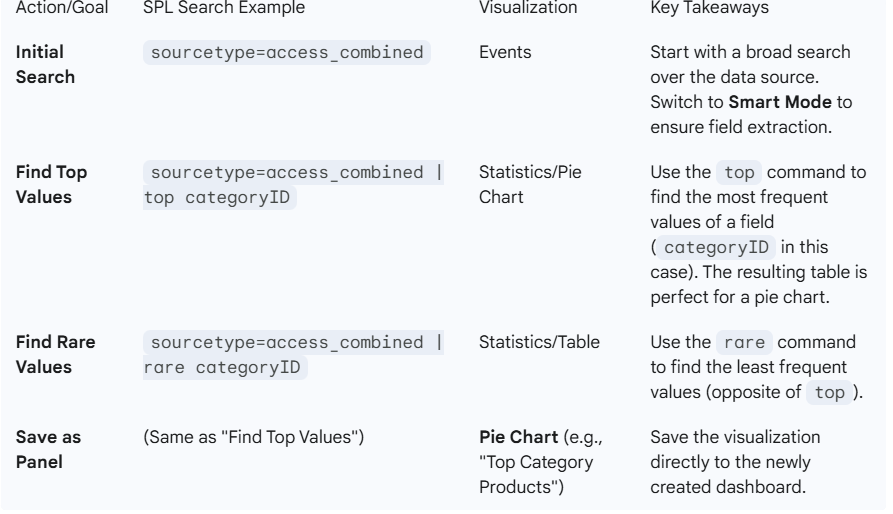 Action/Goal SPL Search Example Visualization Key Takeaways
Initial Search
sourcetype=access_combined
Events
Start with a broad search
over the data source.
Switch to Smart Mode to
ensure field extraction.
Find Top
Values
sourcetype=access_combined |
top categoryID
Statistics/Pie
Chart
Use the top command to
find the most frequent
values of a field
(categoryID in this
case). The resulting table is
perfect for a pie chart.
Find Rare
Values
sourcetype=access_combined |
rare categoryID
Statistics/Table
Use the rare command
to find the least frequent
values (opposite of top).
Save as
Panel
(Same as "Find Top Values")
Pie Chart (e.g.,
"Top Category
Products")
Save the visualization
directly to the newly
created dashboard.